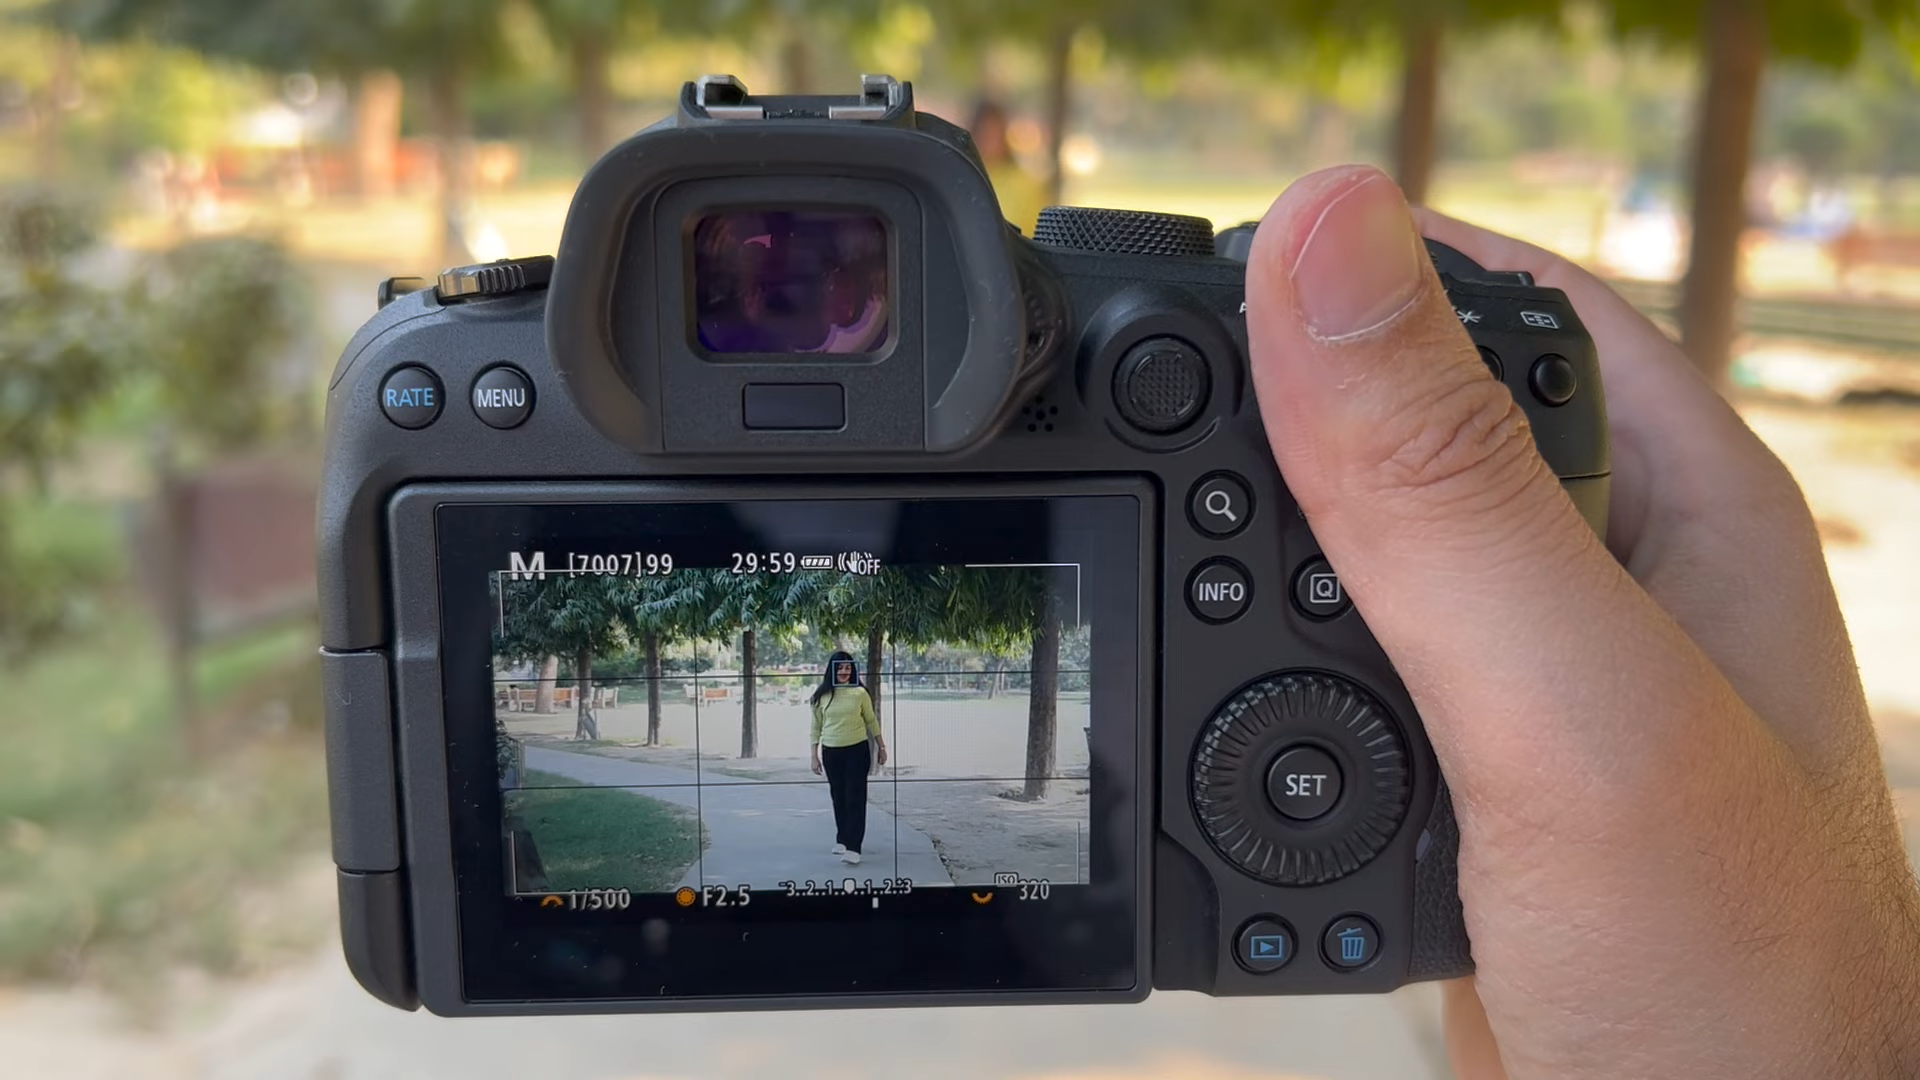 RATE
MENU
M [7007]99 29:59 OFF
INFO
Q
1/500 F2.5 -3..2..1..0..1..2..:3 ISO 320
SET